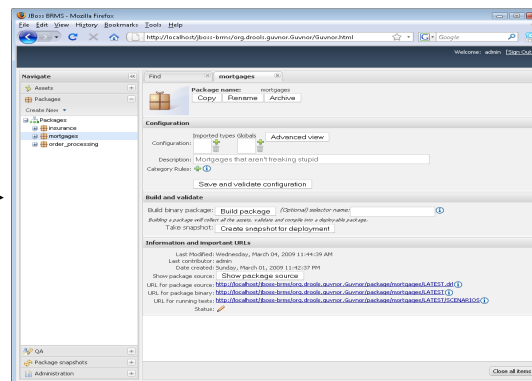 JBoss BRMS - Mozilla Firefox
File Edit View History Bookmarks Tools Help
http://localhost/jboss-brms/org.drools.guvnor.Guvnor/Guvnor.html
Google
Welcome: admin [Sign Out
Navigate
Find
mortgages
Assets
Packages
Create New
Packages
insurance
mortgages
order_processing
QA
Package snapshots
Administration
Package name: mortgages
Copy Rename Archive
Configuration
Imported types Globals Advanced view
Configuration:
Description: Mortgages that aren't freaking stupid
Category Rules:
Save and validate configuration
Build and validate
Build binary package: Build package (Optional) selector name:
Building a package will collect all the assets, validate and compile into a deployable package.
Take snapshot: Create snapshot for deployment
Information and important URLs
Last Modified: Wednesday, March 04, 2009 11:44:39 AM
Last contributor: admin
Date created: Sunday, March 01, 2009 11:42:37 PM
Show package source: Show package source
URL for package source: http://localhost/jboss-brms/org.drools.guvnor.Guvnor/package/mortgages/LATEST.drl
URL for package binary: http://localhost/jboss-brms/org.drools.guvnor.Guvnor/package/mortgages/LATEST
URL for running tests: http://localhost/jboss-brms/org.drools.guvnor.Guvnor/package/mortgages/LATEST/SCENARIOS
Status:
Close all items